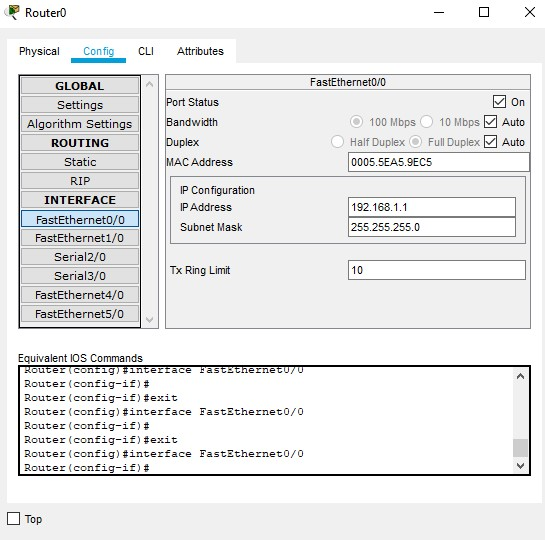 Router0
Physical Config CLI Attributes
GLOBAL
Settings
Algorithm Settings
ROUTING
Static
RIP
INTERFACE
FastEthernet0/0
FastEthernet1/0
Serial2/0
Serial3/0
FastEthernet4/0
FastEthernet5/0
FastEthernet0/0
Port Status On
Bandwidth 100 Mbps 10 Mbps Auto
Duplex Half Duplex Full Duplex Auto
MAC Address 0005.5EA5.9EC5
IP Configuration
IP Address 192.168.1.1
Subnet Mask 255.255.255.0
Tx Ring Limit 10
Equivalent IOS Commands
Router(config)#interface FastEthernet0/0
Router(config-if)#
Router(config-if)#exit
Router(config)#interface FastEthernet0/0
Router(config-if)#
Router(config-if)#exit
Router(config)#interface FastEthernet0/0
Router(config-if)#
Top